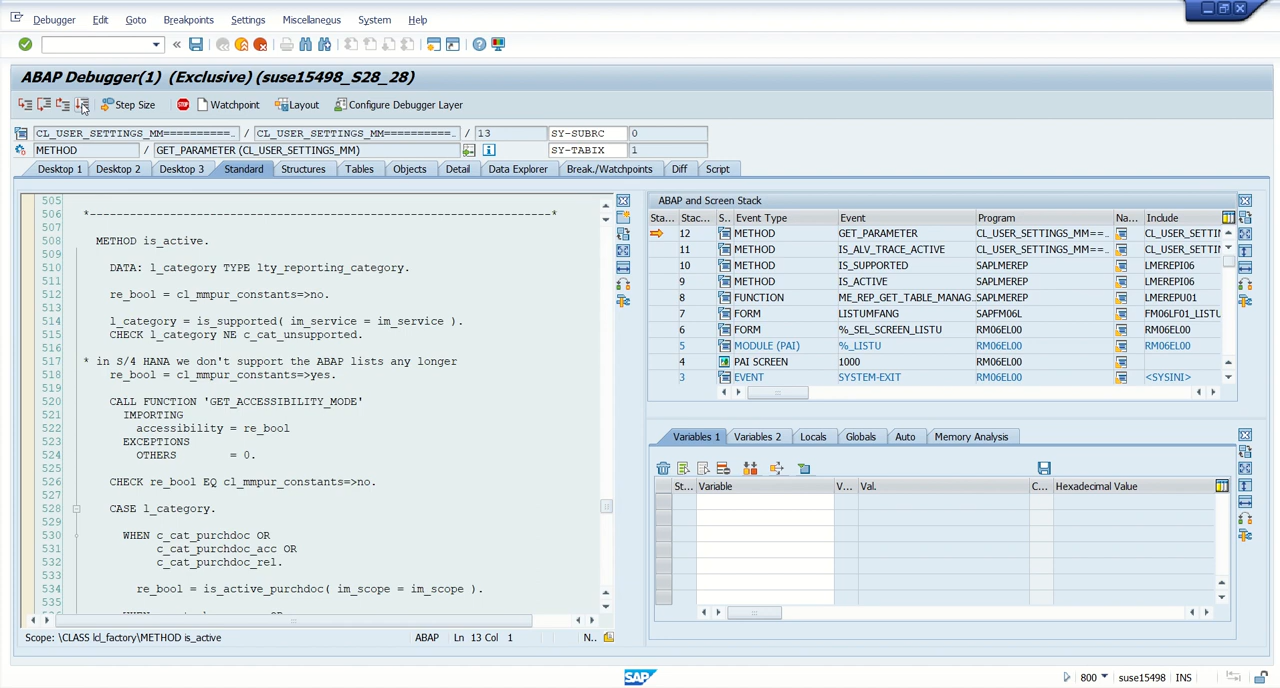 Debugger Edit Goto Breakpoints Settings Miscellaneous System Help
ABAP Debugger(1) (Exclusive) (suse15498_S28_28)
Step Size Watchpoint Layout Configure Debugger Layer
CL_USER_SETTINGS_MM==========.. / CL_USER_SETTINGS_MM==========.. / 13 SY-SUBRC 0
METHOD / GET_PARAMETER (CL_USER_SETTINGS_MM) SY-TABIX 1
Desktop 1 Desktop 2 Desktop 3 Standard Structures Tables Objects Detail Data Explorer Break./Watchpoints Diff Script
505
506 *----------------------------------------------------------------------*
507
508 METHOD is_active.
509
510 DATA: l_category TYPE lty_reporting_category.
511
512 re_bool = cl_mmpur_constants=>no.
513
514 l_category = is_supported( im_service = im_service ).
515 CHECK l_category NE c_cat_unsupported.
516
517 * in S/4 HANA we don't support the ABAP lists any longer
518 re_bool = cl_mmpur_constants=>yes.
519
520 CALL FUNCTION 'GET_ACCESSIBILITY_MODE'
521 IMPORTING
522 accessibility = re_bool
523 EXCEPTIONS
524 OTHERS = 0.
525
526 CHECK re_bool EQ cl_mmpur_constants=>no.
527
528 CASE l_category.
529
530 WHEN c_cat_purchdoc OR
531 c_cat_purchdoc_acc OR
532 c_cat_purchdoc_rel.
533
534 re_bool = is_active_purchdoc( im_scope = im_scope ).
535
Scope: \CLASS lcl_factory\METHOD is_active ABAP Ln 13 Col 1 N..
ABAP and Screen Stack
Sta... Stac... S.. Event Type Event Program Na... Include
12 METHOD GET_PARAMETER CL_USER_SETTINGS_MM==.. CL_USER_SETTIN
11 METHOD IS_ALV_TRACE_ACTIVE CL_USER_SETTINGS_MM==.. CL_USER_SETTIN
10 METHOD IS_SUPPORTED SAPLMEREP LMEREPI06
9 METHOD IS_ACTIVE SAPLMEREP LMEREPI06
8 FUNCTION ME_REP_GET_TABLE_MANAG.. SAPLMEREP LMEREPU01
7 FORM LISTUMFANG SAPFM06L FM06LF01_LISTU
6 FORM %_SEL_SCREEN_LISTU RM06EL00 RM06EL00
5 MODULE (PAI) %_LISTU RM06EL00 RM06EL00
4 PAI SCREEN 1000 RM06EL00
3 EVENT SYSTEM-EXIT RM06EL00 <SYSINI>
Variables 1 Variables 2 Locals Globals Auto Memory Analysis
St... Variable V... Val. C... Hexadecimal Value
SAP
800 suse15498 INS